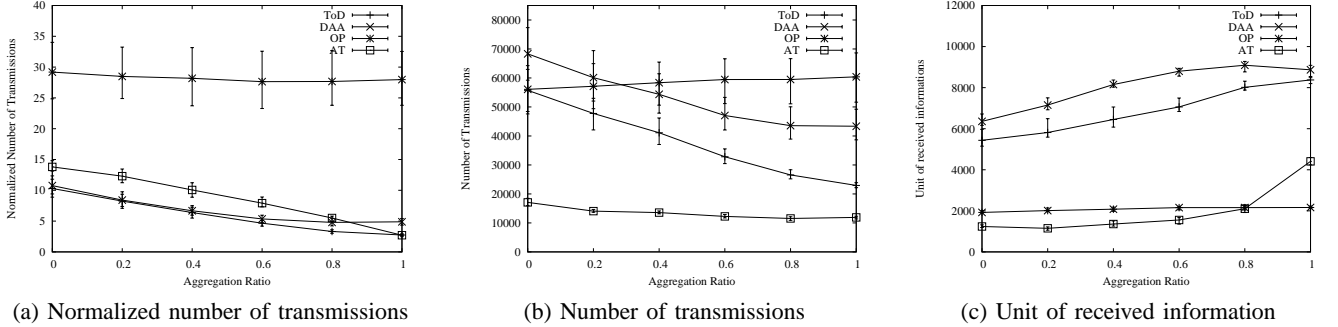 40
35
30
25
20
15
10
5
0
0 0.2 0.4 0.6 0.8 1
Normalized Number of Transmissions
Aggregation Ratio
ToD
DAA
OP
AT
(a) Normalized number of transmissions
80000
70000
60000
50000
40000
30000
20000
10000
0
0 0.2 0.4 0.6 0.8 1
Number of Transmissions
Aggregation Ratio
ToD
DAA
OP
AT
(b) Number of transmissions
12000
10000
8000
6000
4000
2000
0
0 0.2 0.4 0.6 0.8 1
Unit of received informations
Aggregation Ratio
ToD
DAA
OP
AT
(c) Unit of received information